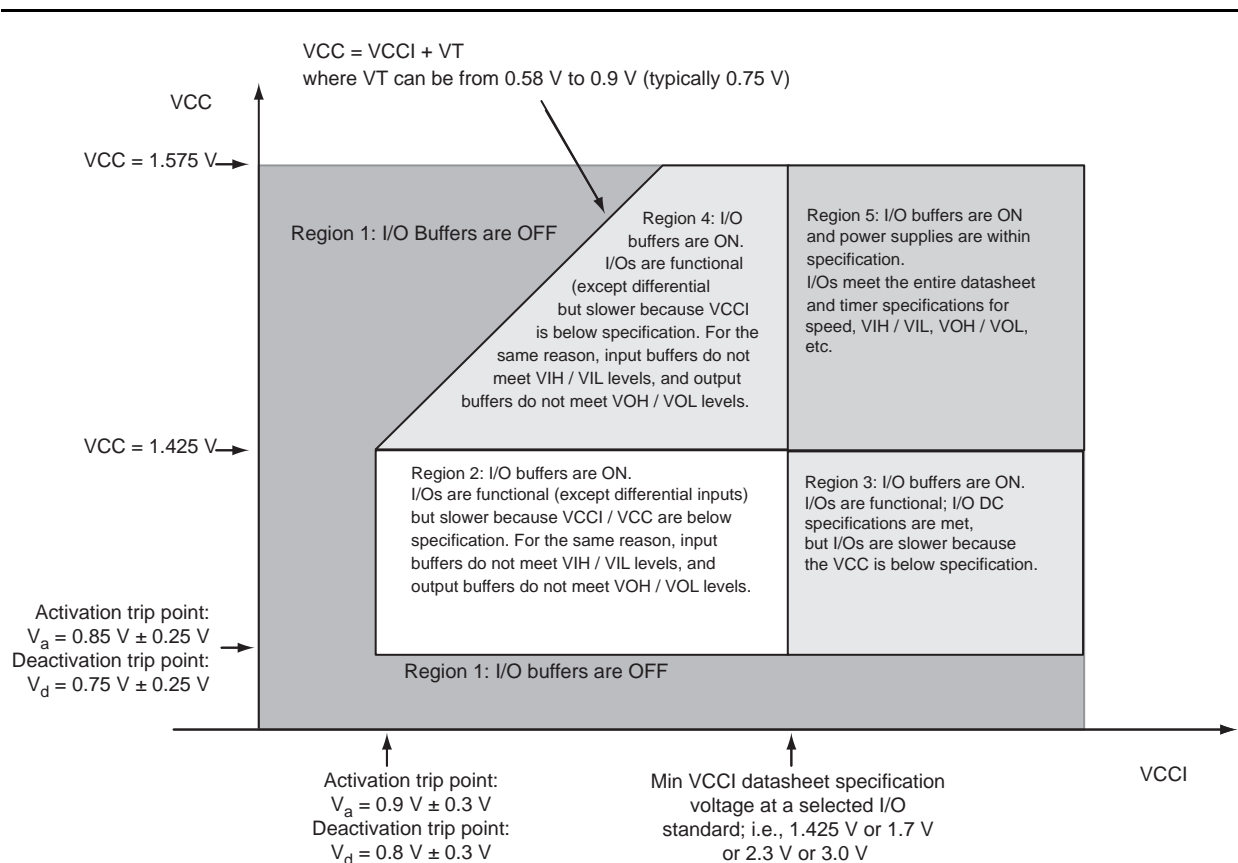 VCC = VCCI + VT
where VT can be from 0.58 V to 0.9 V (typically 0.75 V)
VCC
VCC = 1.575 V
Region 1: I/O Buffers are OFF
Region 4: I/O
buffers are ON.
I/Os are functional
(except differential
but slower because VCCI
is below specification. For the
same reason, input buffers do not
meet VIH / VIL levels, and output
buffers do not meet VOH / VOL levels.
Region 5: I/O buffers are ON
and power supplies are within
specification.
I/Os meet the entire datasheet
and timer specifications for
speed, VIH / VIL, VOH / VOL,
etc.
VCC = 1.425 V
Region 2: I/O buffers are ON.
I/Os are functional (except differential inputs)
but slower because VCCI / VCC are below
specification. For the same reason, input
buffers do not meet VIH / VIL levels, and
output buffers do not meet VOH / VOL levels.
Region 3: I/O buffers are ON.
I/Os are functional; I/O DC
specifications are met,
but I/Os are slower because
the VCC is below specification.
Activation trip point:
Va = 0.85 V ± 0.25 V
Deactivation trip point:
Vd = 0.75 V ± 0.25 V
Region 1: I/O buffers are OFF
Activation trip point:
Va = 0.9 V ± 0.3 V
Deactivation trip point:
Vd = 0.8 V ± 0.3 V
Min VCCI datasheet specification
voltage at a selected I/O
standard; i.e., 1.425 V or 1.7 V
or 2.3 V or 3.0 V
VCCI